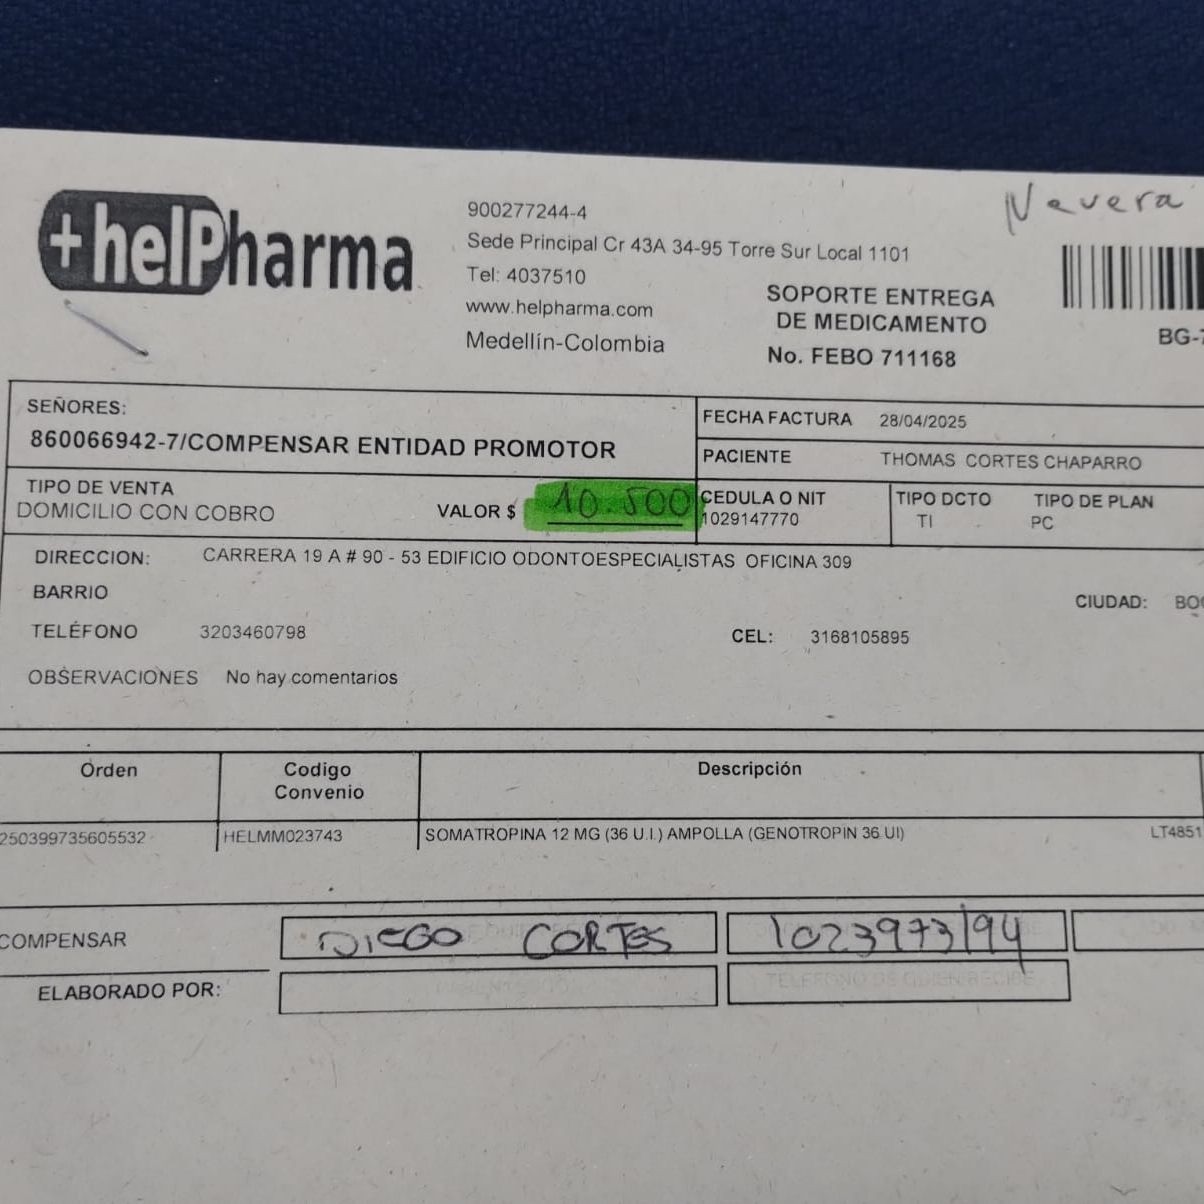 +helPharma
900277244-4
Sede Principal Cr 43A 34-95 Torre Sur Local 1101
Tel: 4037510
www.helpharma.com
Medellín-Colombia
Nevera
SOPORTE ENTREGA
DE MEDICAMENTO
No. FEBO 711168
BG-7
SEÑORES:
860066942-7/COMPENSAR ENTIDAD PROMOTOR
FECHA FACTURA 28/04/2025
PACIENTE THOMAS CORTES CHAPARRO
TIPO DE VENTA
DOMICILIO CON COBRO
VALOR $ 10.500
CEDULA O NIT
1029147770
TIPO DCTO
TI
TIPO DE PLAN
PC
DIRECCION: CARRERA 19 A # 90 - 53 EDIFICIO ODONTOESPECIALISTAS OFICINA 309
BARRIO
CIUDAD: BO
TELÉFONO 3203460798
CEL: 3168105895
OBSERVACIONES No hay comentarios
Orden
Codigo
Convenio
Descripción
250399735605532
HELMM023743
SOMATROPINA 12 MG (36 U.I.) AMPOLLA (GENOTROPIN 36 UI)
LT4851
COMPENSAR
DIEGO CORTES
1023973194
ELABORADO POR:
TELEFONO DE QUIEN RECIBE